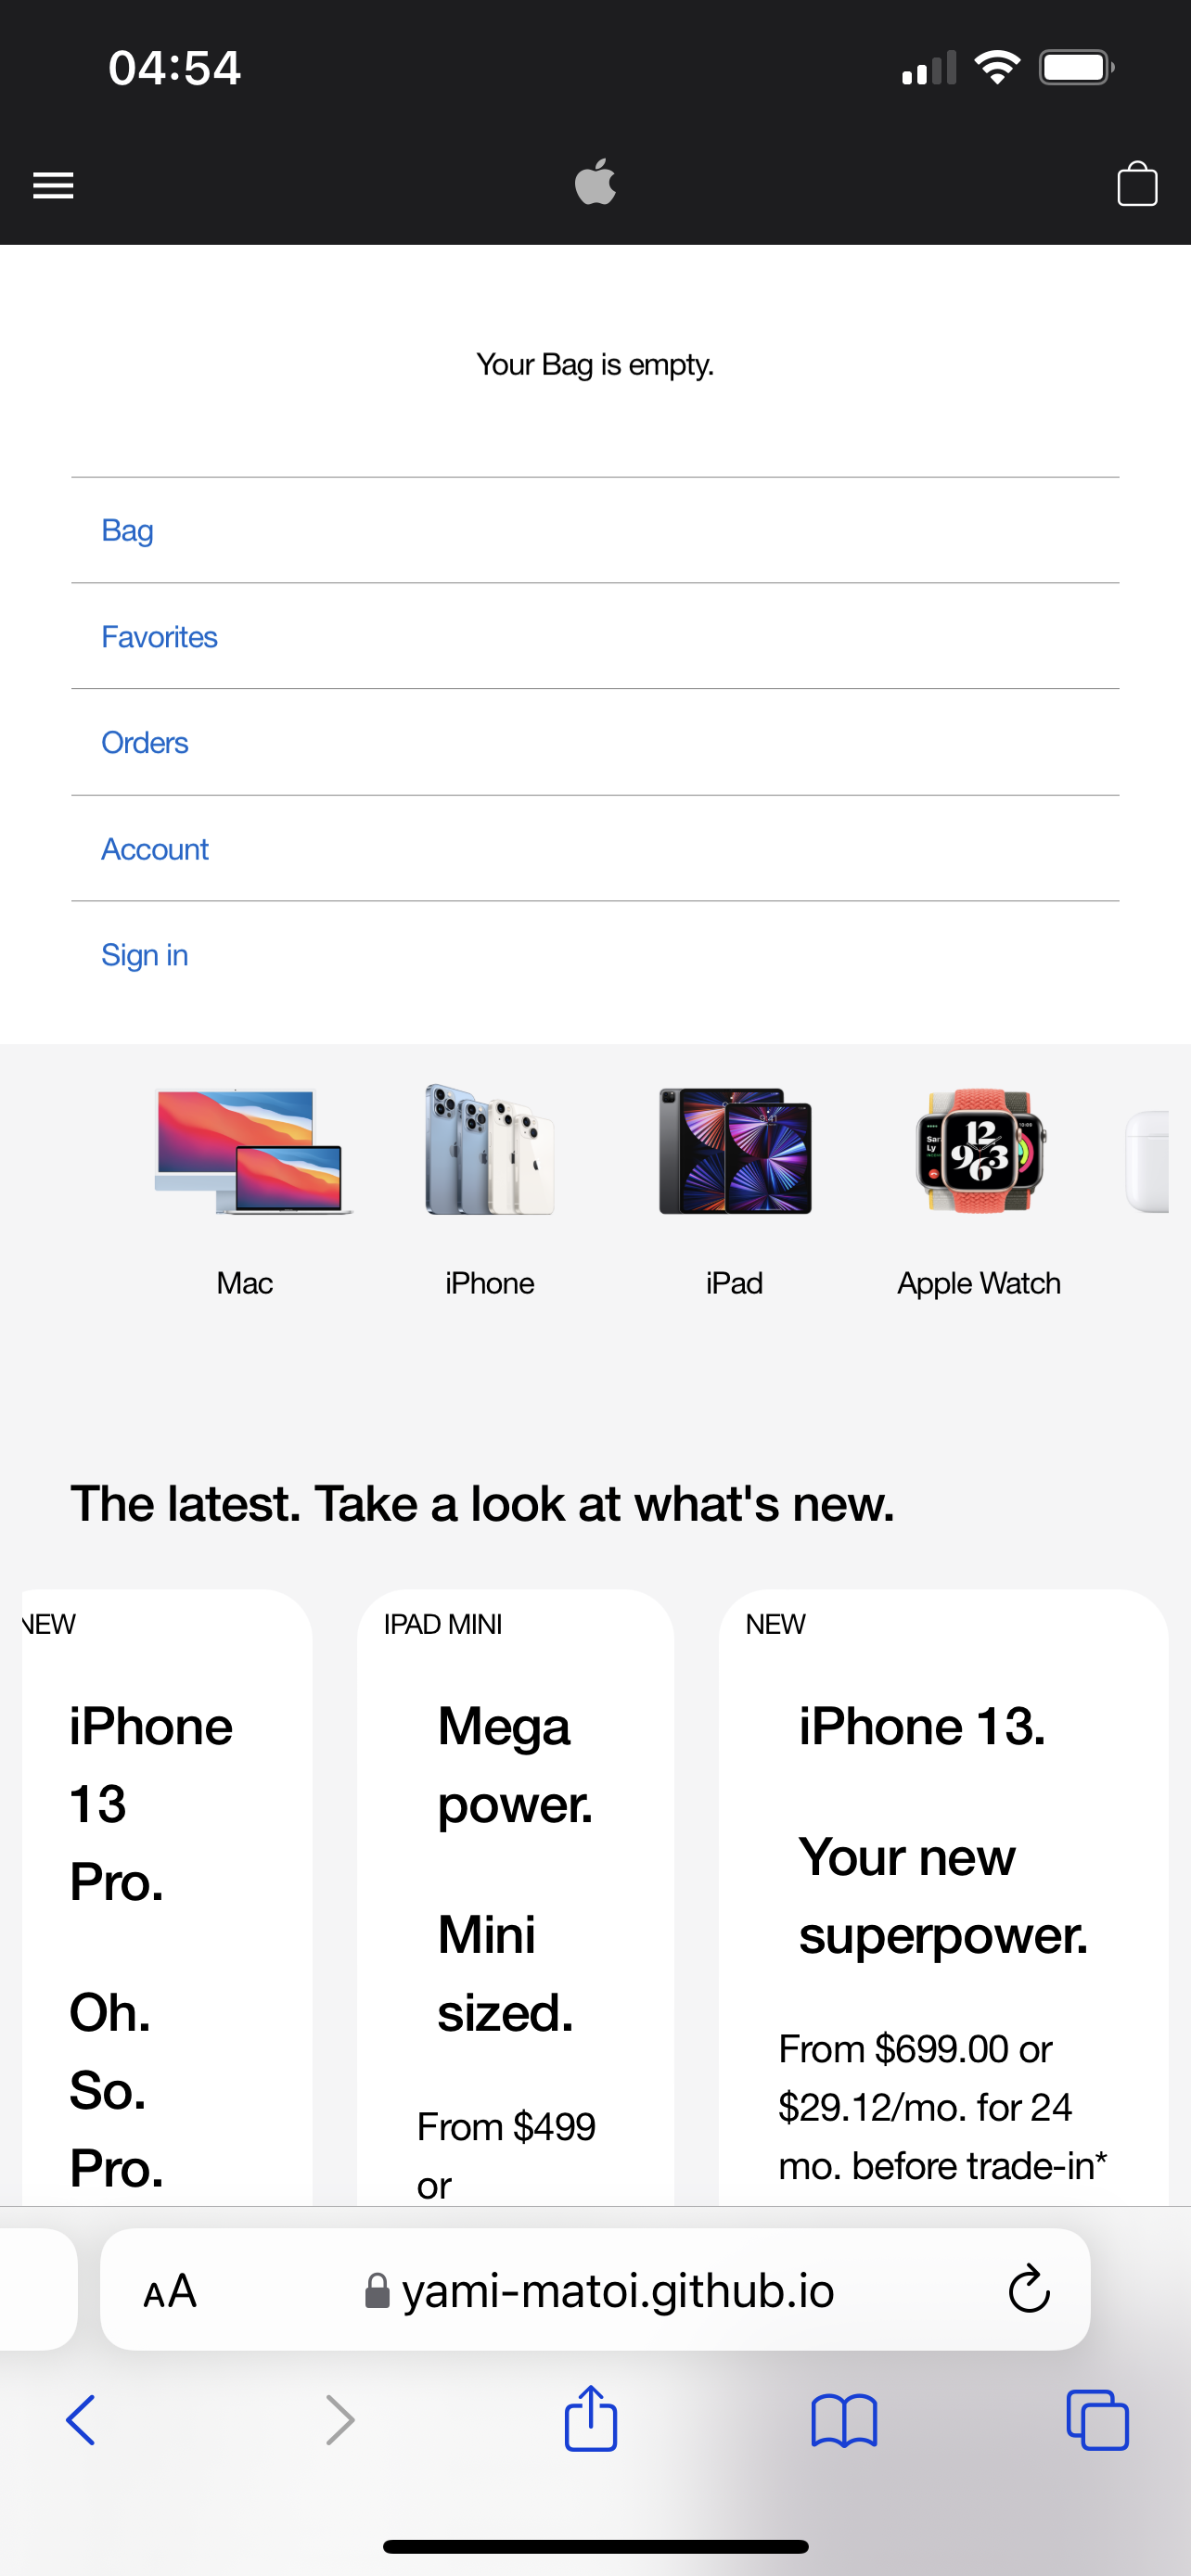 04:54
Your Bag is empty.
Bag
Favorites
Orders
Account
Sign in
Mac
iPhone
iPad
Apple Watch
The latest. Take a look at what's new.
NEW
iPhone
13
Pro.
Oh.
So.
Pro.
IPAD MINI
Mega
power.
Mini
sized.
From $499
or
NEW
iPhone 13.
Your new
superpower.
From $699.00 or
$29.12/mo. for 24
mo. before trade-in*
AA
yami-matoi.github.io